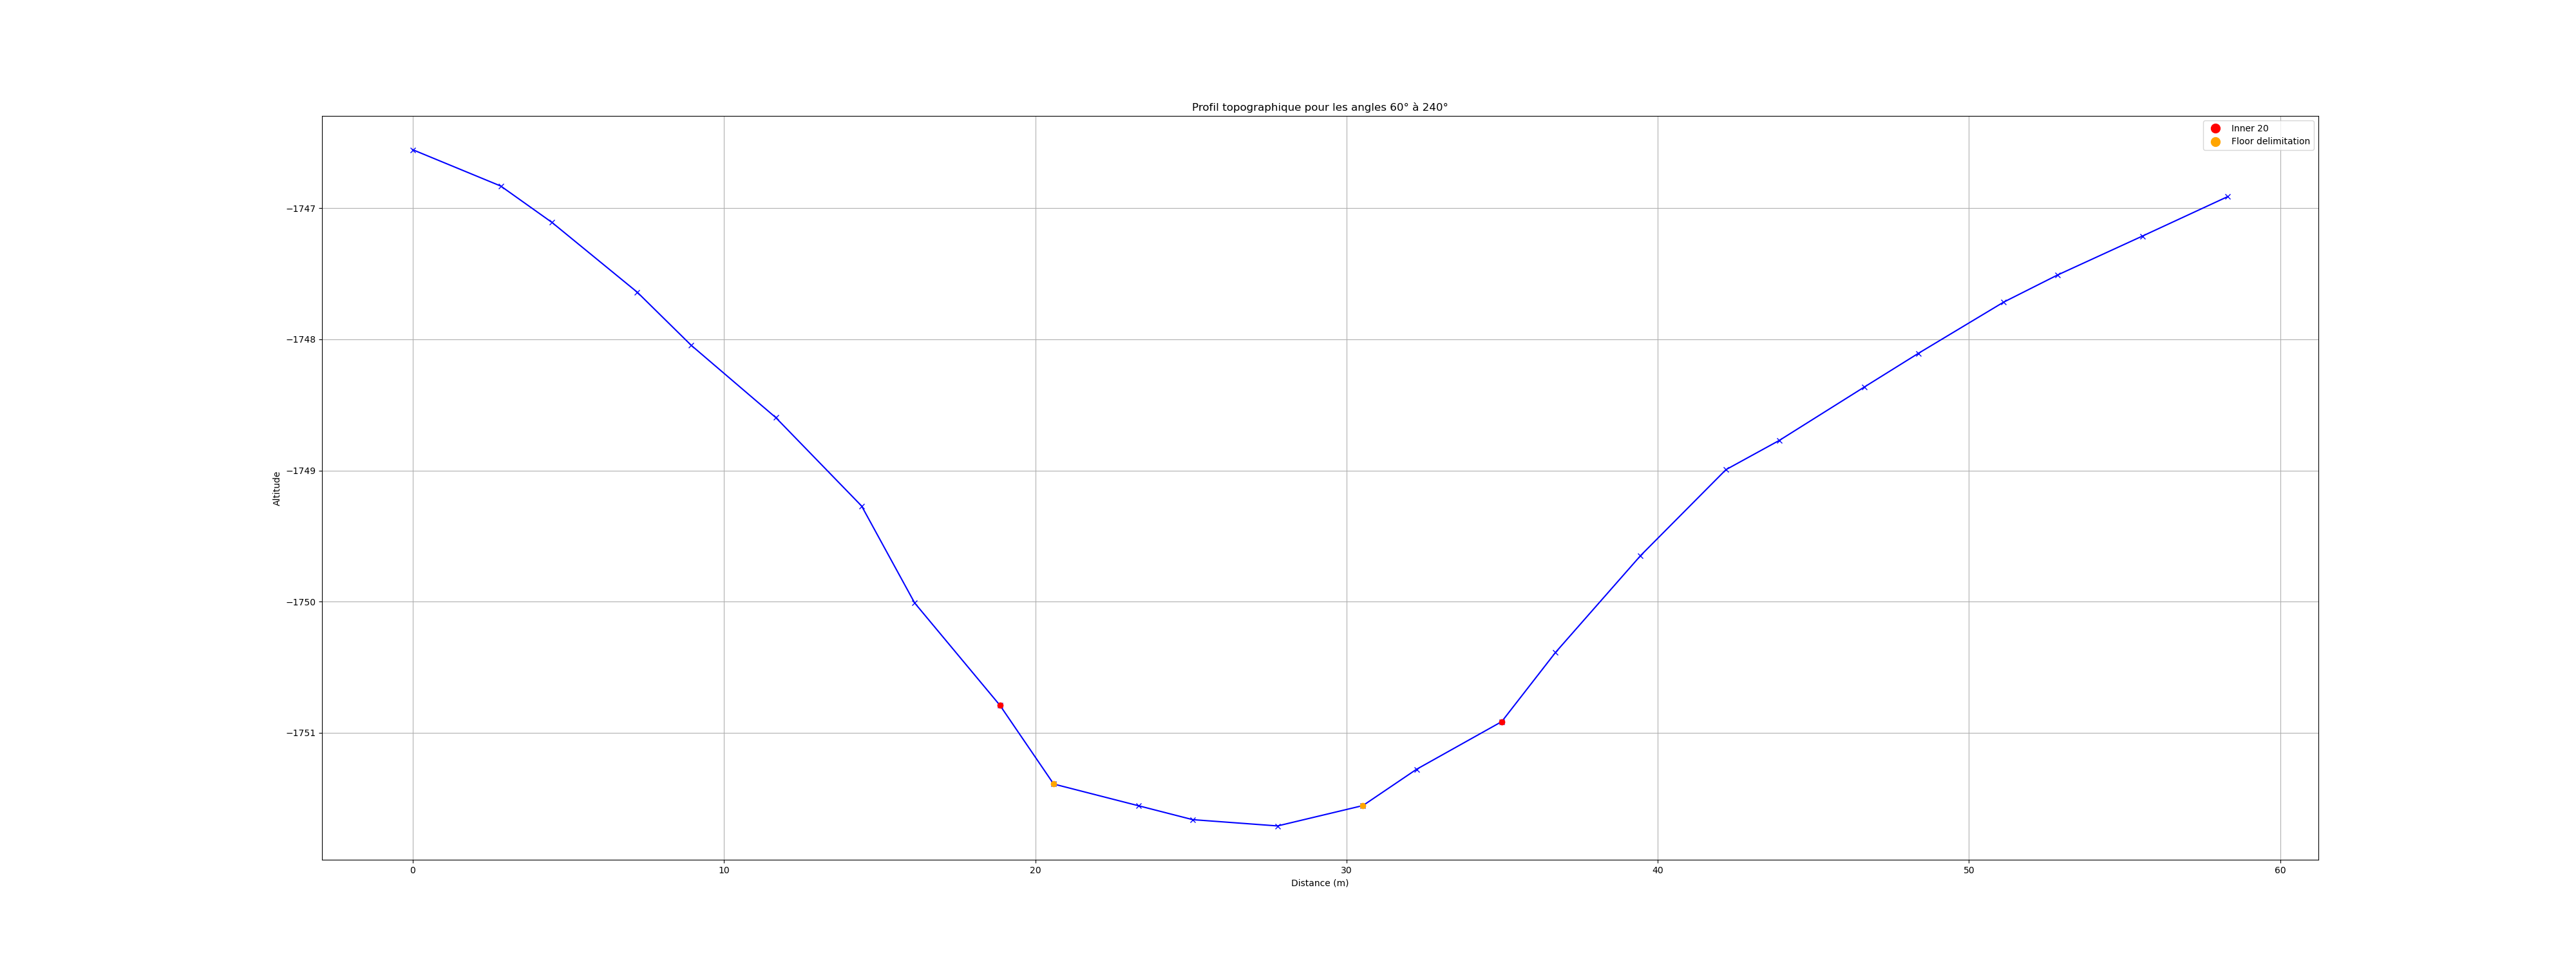 Profil topographique pour les angles 60° à 240°
Inner 20
Floor delimitation
−1747
−1748
−1749
−1750
−1751
Altitude
0 10 20 30 40 50 60
Distance (m)